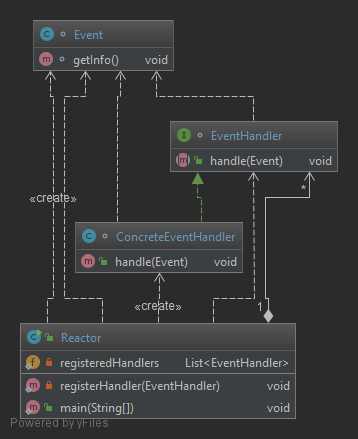 Event
getInfo() void
EventHandler
handle(Event) void
«create»
*
ConcreteEventHandler
handle(Event) void
«create»
1
Reactor
registeredHandlers List<EventHandler>
registerHandler(EventHandler) void
main(String[]) void
Powered by yFiles